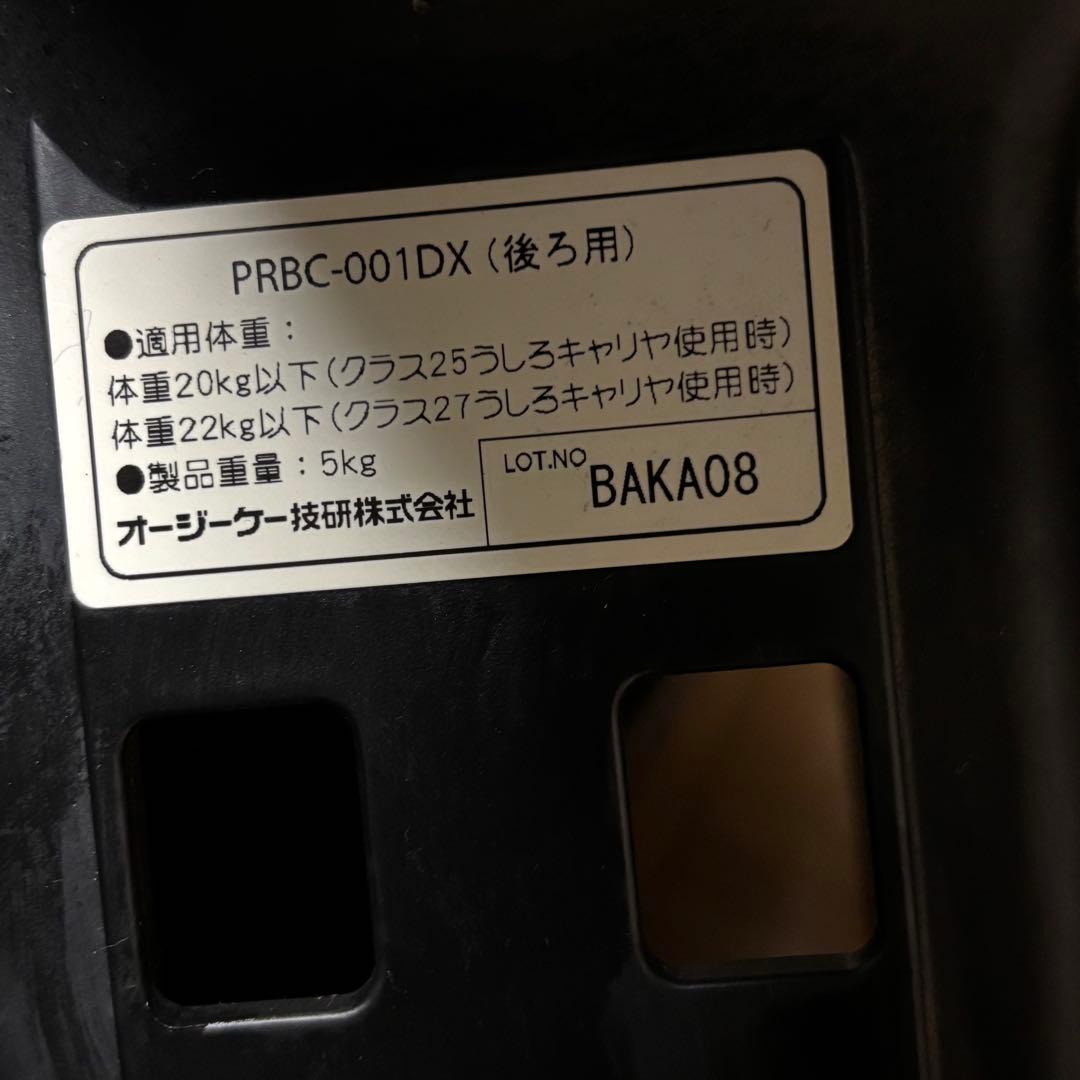 PRBC-001DX（後ろ用）
●適用体重：
体重20kg以下（クラス25うしろキャリヤ使用時）
体重22kg以下（クラス27うしろキャリヤ使用時）
●製品重量：5kg
オージーケー技研株式会社
LOT.NO BAKA08